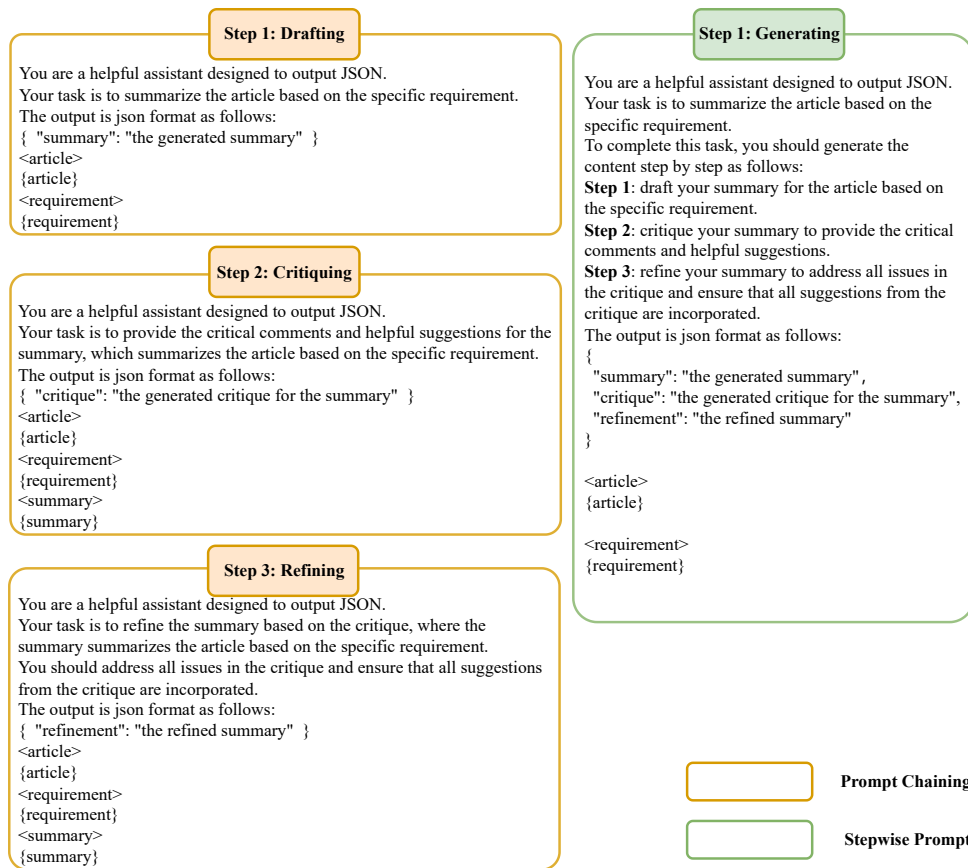 Step 1: Drafting
You are a helpful assistant designed to output JSON.
Your task is to summarize the article based on the specific requirement.
The output is json format as follows:
{ "summary": "the generated summary" }
<article>
{article}
<requirement>
{requirement}
Step 2: Critiquing
You are a helpful assistant designed to output JSON.
Your task is to provide the critical comments and helpful suggestions for the
summary, which summarizes the article based on the specific requirement.
The output is json format as follows:
{ "critique": "the generated critique for the summary" }
<article>
{article}
<requirement>
{requirement}
<summary>
{summary}
Step 3: Refining
You are a helpful assistant designed to output JSON.
Your task is to refine the summary based on the critique, where the
summary summarizes the article based on the specific requirement.
You should address all issues in the critique and ensure that all suggestions
from the critique are incorporated.
The output is json format as follows:
{ "refinement": "the refined summary" }
<article>
{article}
<requirement>
{requirement}
<summary>
{summary}
Step 1: Generating
You are a helpful assistant designed to output JSON.
Your task is to summarize the article based on the
specific requirement.
To complete this task, you should generate the
content step by step as follows:
Step 1: draft your summary for the article based on
the specific requirement.
Step 2: critique your summary to provide the critical
comments and helpful suggestions.
Step 3: refine your summary to address all issues in
the critique and ensure that all suggestions from the
critique are incorporated.
The output is json format as follows:
{
"summary": "the generated summary",
"critique": "the generated critique for the summary",
"refinement": "the refined summary"
}
<article>
{article}
<requirement>
{requirement}
Prompt Chaining
Stepwise Prompt